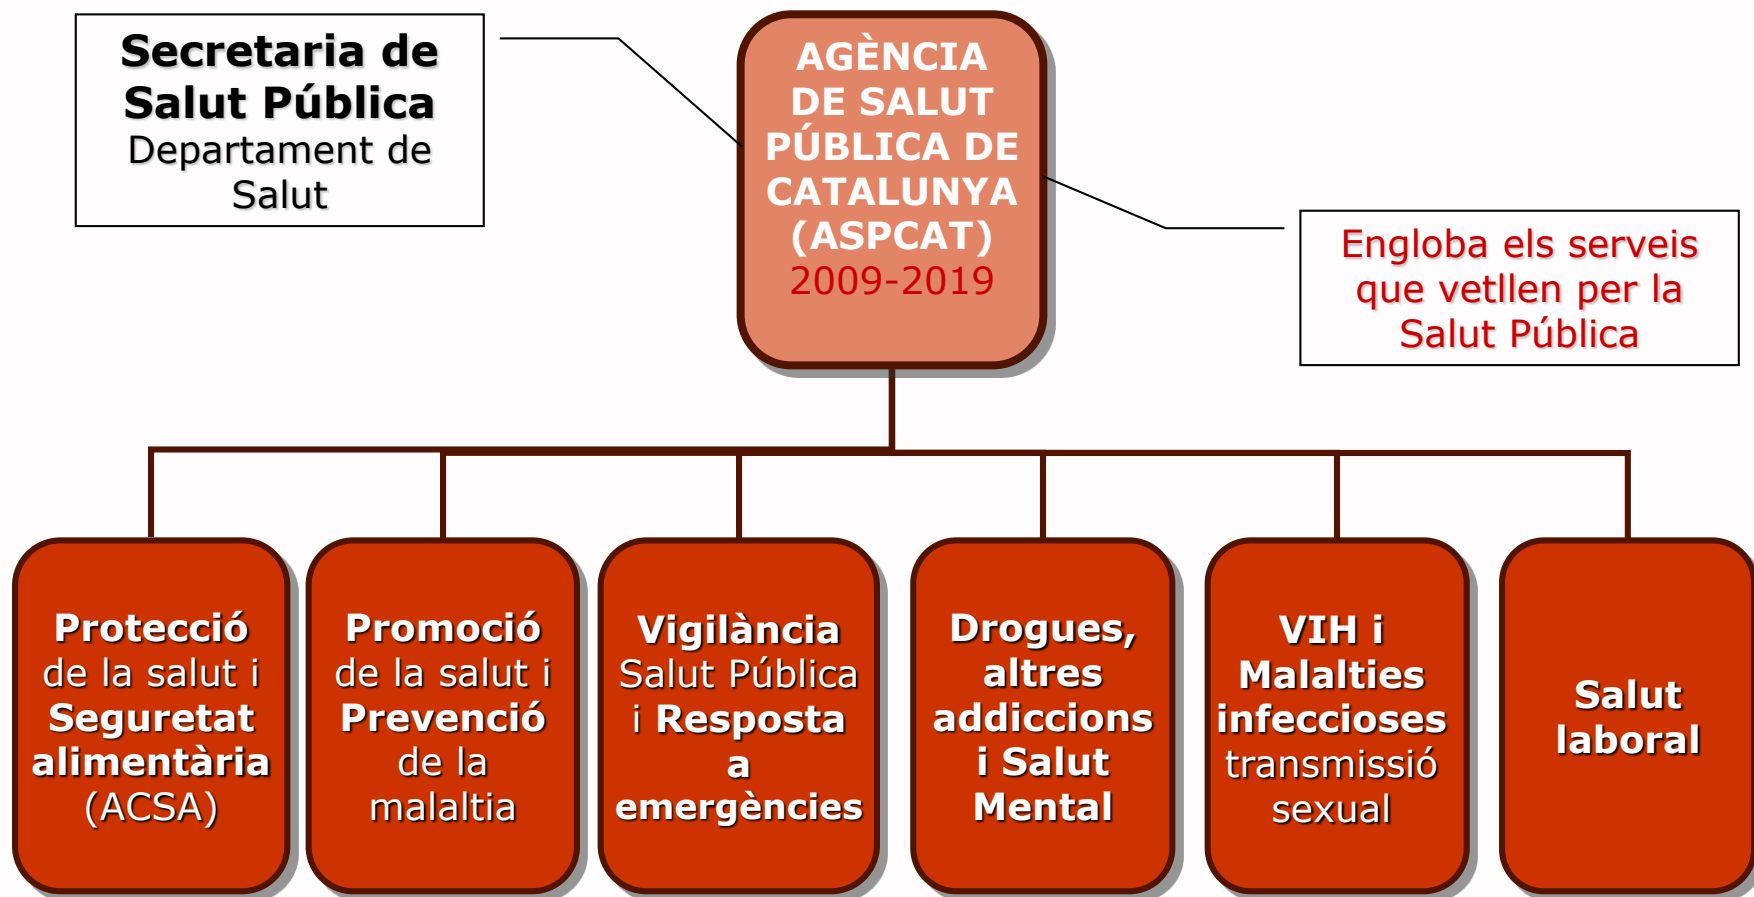 Secretaria de
Salut Pública
Departament de
Salut
AGÈNCIA
DE SALUT
PÚBLICA DE
CATALUNYA
(ASPCAT)
2009-2019
Engloba els serveis
que vetllen per la
Salut Pública
Protecció
de la salut i
Seguretat
alimentària
(ACSA)
Promoció
de la salut i
Prevenció
de la
malaltia
Vigilància
Salut Pública
i Resposta
a
emergències
Drogues,
altres
addiccions
i Salut
Mental
VIH i
Malalties
infeccioses
transmissió
sexual
Salut
laboral